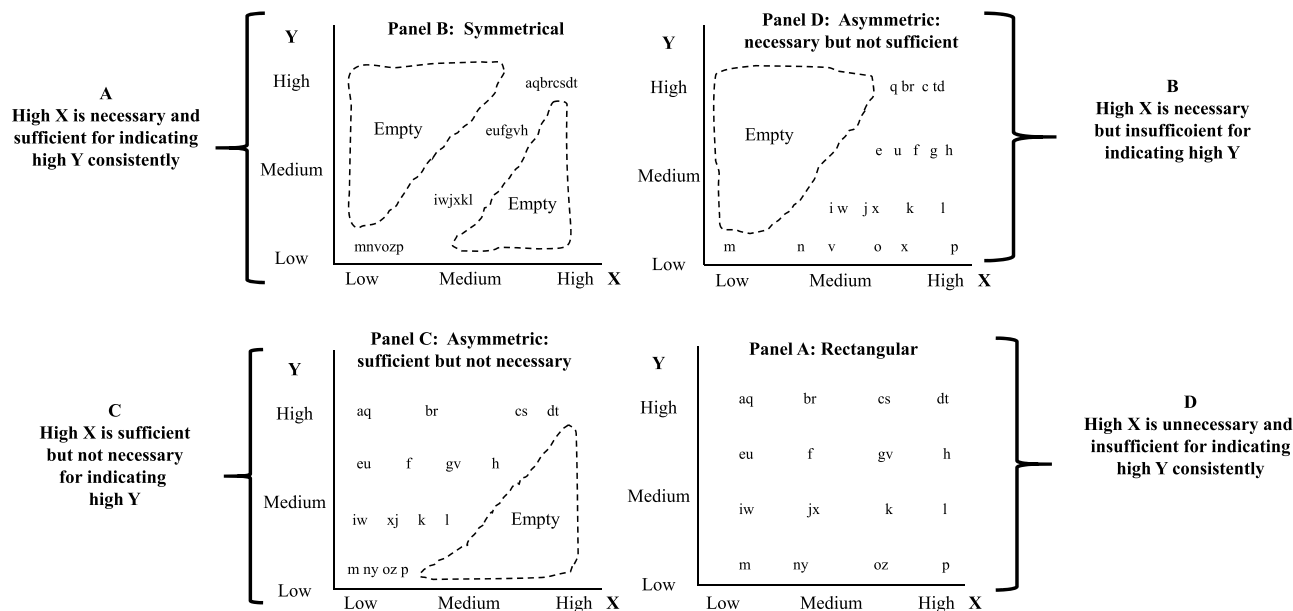 A
High X is necessary and
sufficient for indicating
high Y consistently
Panel B: Symmetrical
Y
High
Medium
Low
Empty
aqbrcsdt
eufgvh
iwjxkl
Empty
mnvozp
Low Medium High X
Panel D: Asymmetric:
necessary but not sufficient
Y
High
Medium
Low
Empty
q br c td
e u f g h
i w j x k l
m n v o x p
Low Medium High X
B
High X is necessary
but insufficoient for
indicating high Y
C
High X is sufficient
but not necessary
for indicating
high Y
Panel C: Asymmetric:
sufficient but not necessary
Y
High
Medium
Low
aq br cs dt
eu f gv h
iw xj k l
Empty
m ny oz p
Low Medium High X
Panel A: Rectangular
Y
High
Medium
Low
aq br cs dt
eu f gv h
iw jx k l
m ny oz p
Low Medium High X
D
High X is unnecessary and
insufficient for indicating
high Y consistently